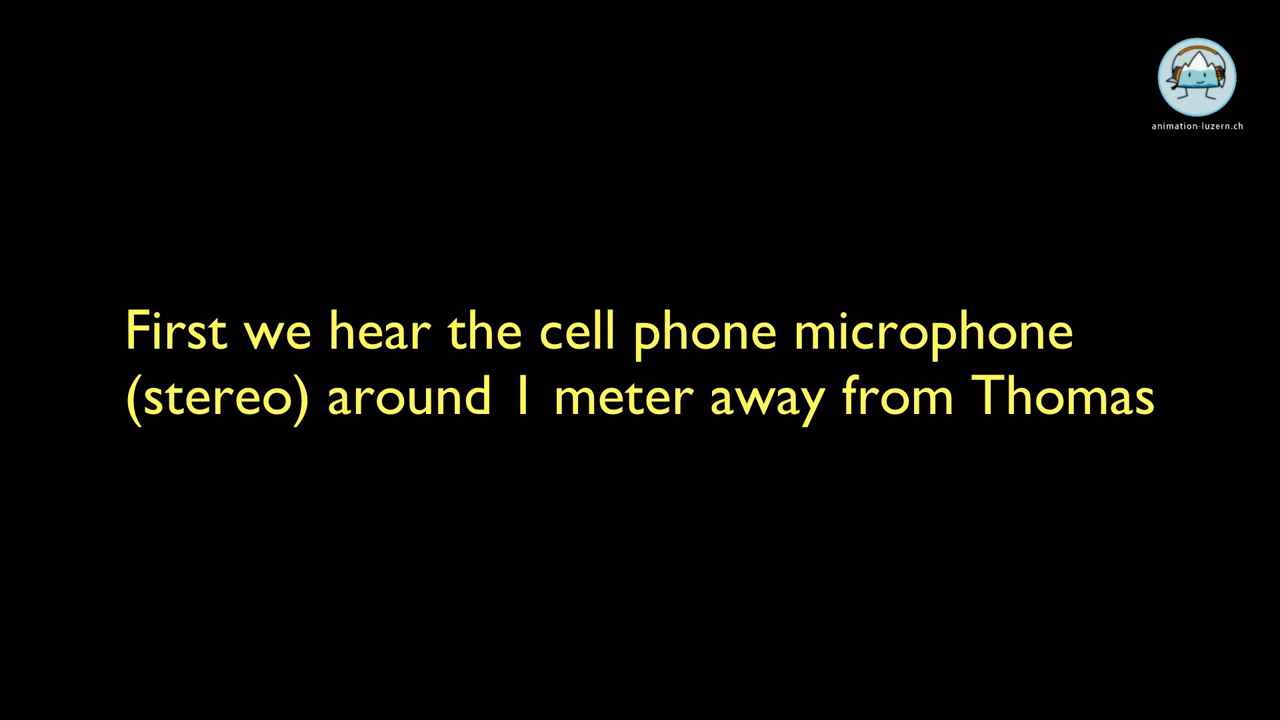 animation-luzern.ch
First we hear the cell phone microphone
(stereo) around 1 meter away from Thomas